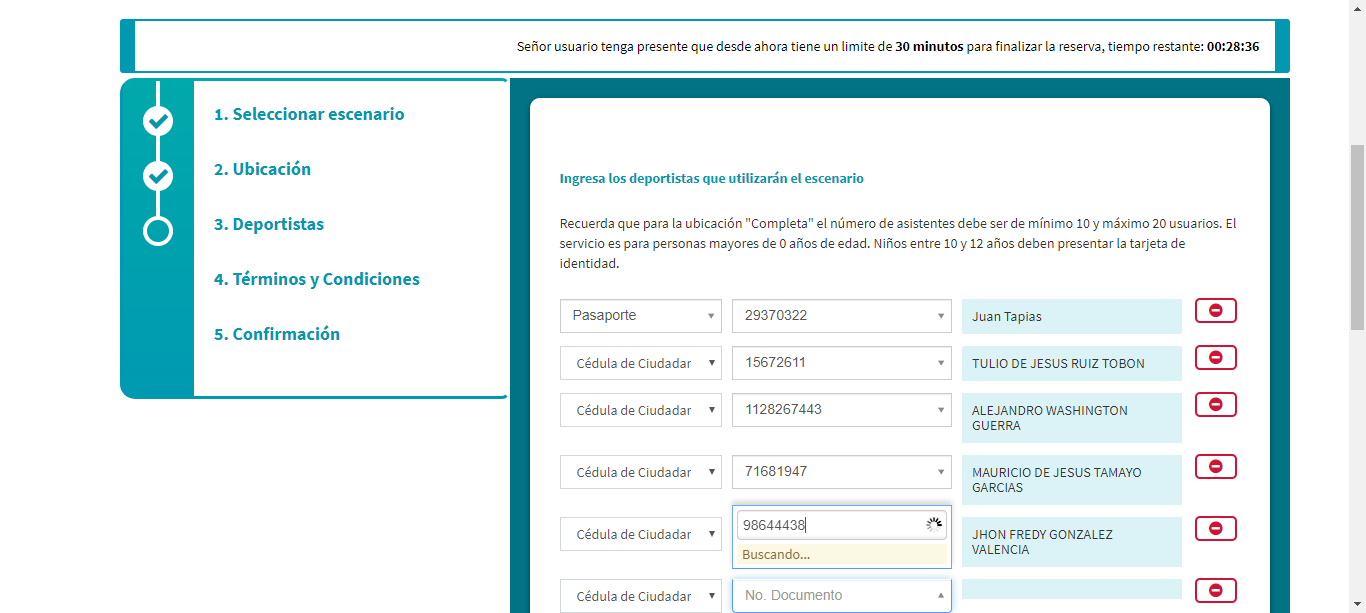 Señor usuario tenga presente que desde ahora tiene un limite de 30 minutos para finalizar la reserva, tiempo restante: 00:28:36
1. Seleccionar escenario
2. Ubicación
3. Deportistas
4. Términos y Condiciones
5. Confirmación
Ingresa los deportistas que utilizarán el escenario
Recuerda que para la ubicación "Completa" el número de asistentes debe ser de mínimo 10 y máximo 20 usuarios. El
servicio es para personas mayores de 0 años de edad. Niños entre 10 y 12 años deben presentar la tarjeta de
identidad.
Pasaporte 29370322 Juan Tapias
Cédula de Ciudadar 15672611 TULIO DE JESUS RUIZ TOBON
Cédula de Ciudadar 1128267443 ALEJANDRO WASHINGTON
GUERRA
Cédula de Ciudadar 71681947 MAURICIO DE JESUS TAMAYO
GARCIAS
Cédula de Ciudadar 98644438 JHON FREDY GONZALEZ
VALENCIA
Buscando...
Cédula de Ciudadar No. Documento